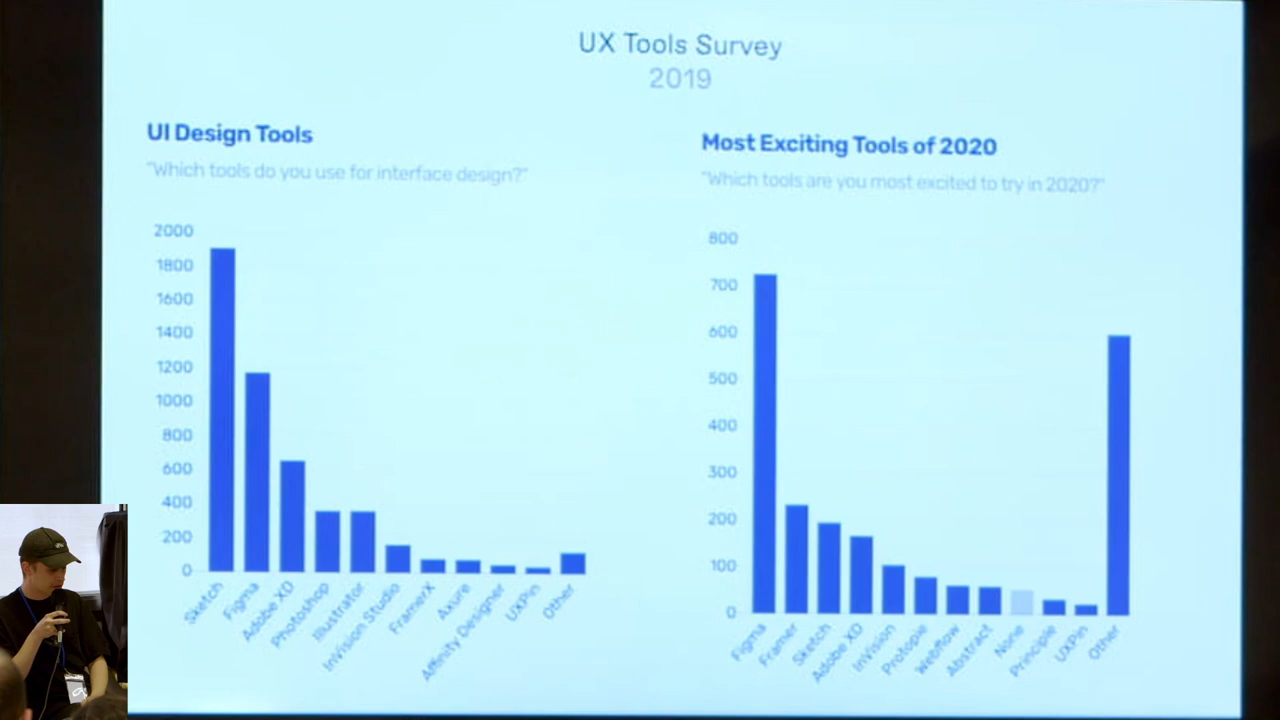 UX Tools Survey
2019
UI Design Tools
"Which tools do you use for interface design?"
2000
1800
1600
1400
1200
1000
800
600
400
200
0
Sketch
Figma
Adobe XD
Photoshop
Illustrator
InVision Studio
FramerX
Axure
Affinity Designer
UXPin
Other
Most Exciting Tools of 2020
"Which tools are you most excited to try in 2020?"
800
700
600
500
400
300
200
100
0
Figma
Framer
Sketch
Adobe XD
InVision
Protopie
Webflow
Abstract
None
Principle
UXPin
Other